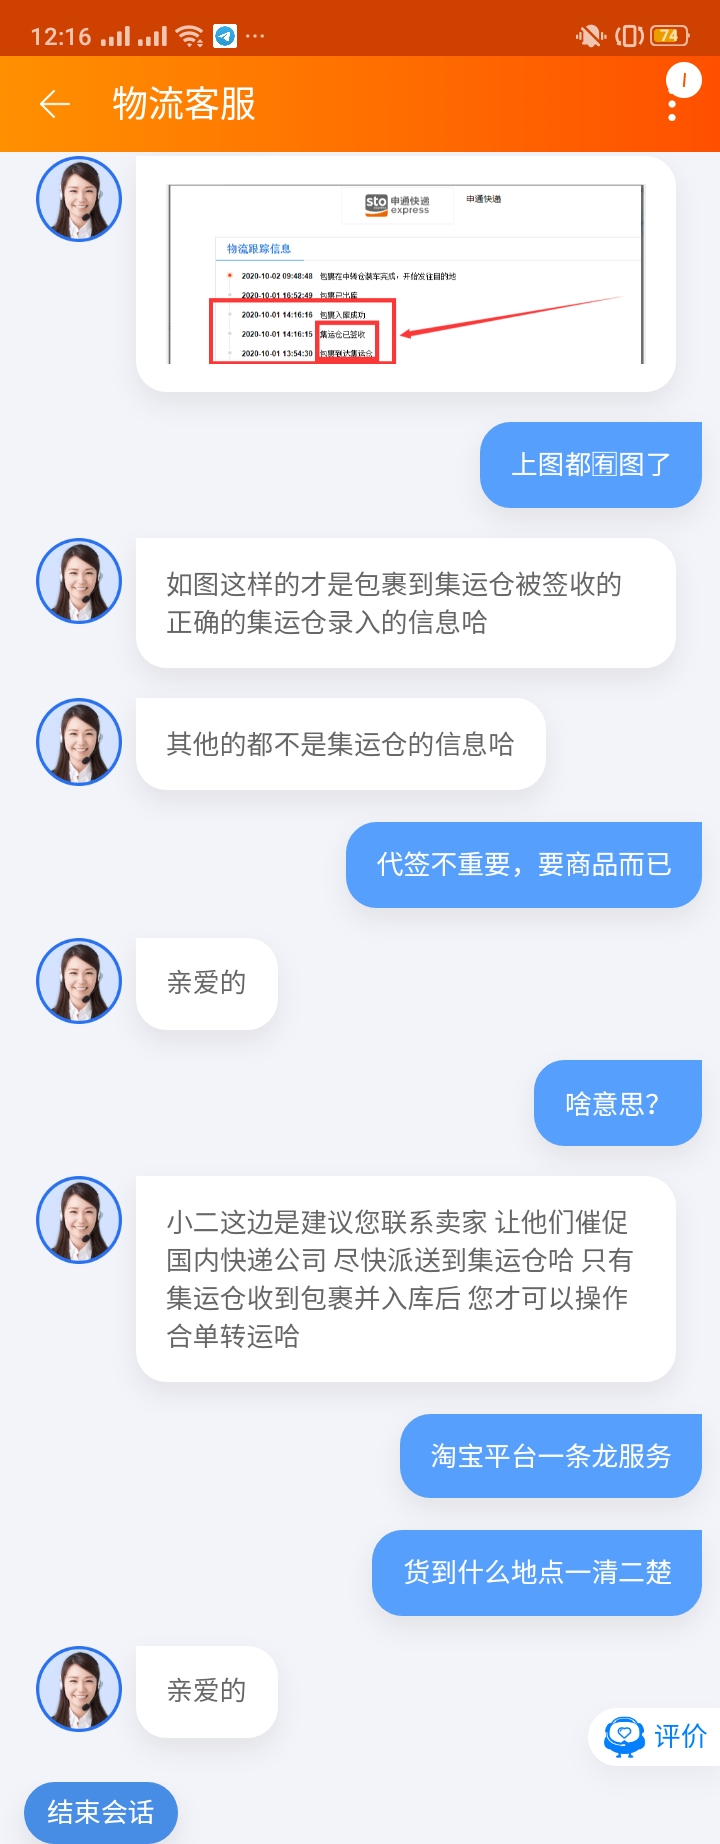 12:16
74
物流客服
sto 申通快递
express
申通快递
物流跟踪信息
2020-10-02 09:48:48 包裹在中转仓装车完成，开始发往目的地
2020-10-01 16:52:49 包裹已出库
2020-10-01 14:16:16 包裹入库成功
2020-10-01 14:16:15 集运仓已签收
2020-10-01 13:54:30 包裹到达集运仓
上图都有图了
如图这样的才是包裹到集运仓被签收的
正确的集运仓录入的信息哈
其他的都不是集运仓的信息哈
代签不重要，要商品而已
亲爱的
啥意思？
小二这边是建议您联系卖家 让他们催促
国内快递公司 尽快派送到集运仓哈 只有
集运仓收到包裹并入库后 您才可以操作
合单转运哈
淘宝平台一条龙服务
货到什么地点一清二楚
亲爱的
评价
结束会话